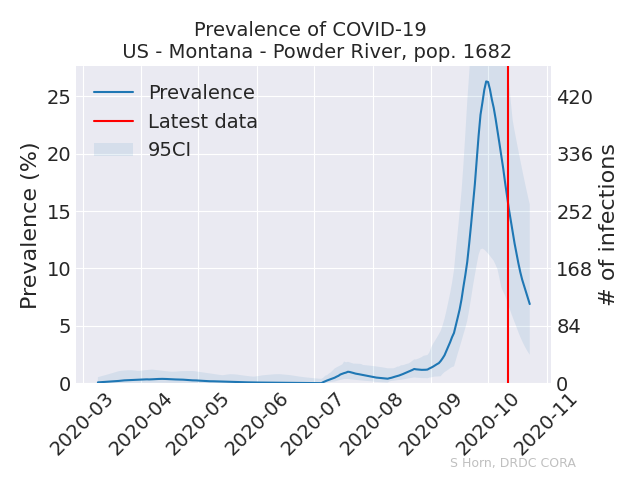 Prevalence of COVID-19
US - Montana - Powder River, pop. 1682
Prevalence
Latest data
95CI
Prevalence (%)
25
20
15
10
5
0
# of infections
420
336
252
168
84
0
2020-03
2020-04
2020-05
2020-06
2020-07
2020-08
2020-09
2020-10
2020-11
S Horn, DRDC CORA